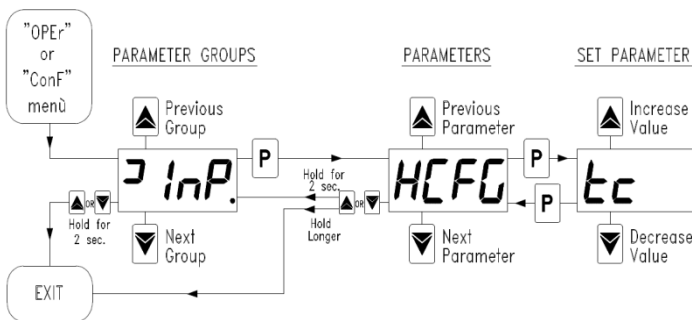 "OPEr"
or
"ConF"
menù
PARAMETER GROUPS
PARAMETERS
SET PARAMETER
Previous
Group
P
Previous
Parameter
P
Increase
Value
InP.
Hold for
2 sec.
HCFG
tc
OR
Hold for
2 sec.
OR
P
Hold
Longer
Next
Group
Next
Parameter
Decrease
Value
EXIT